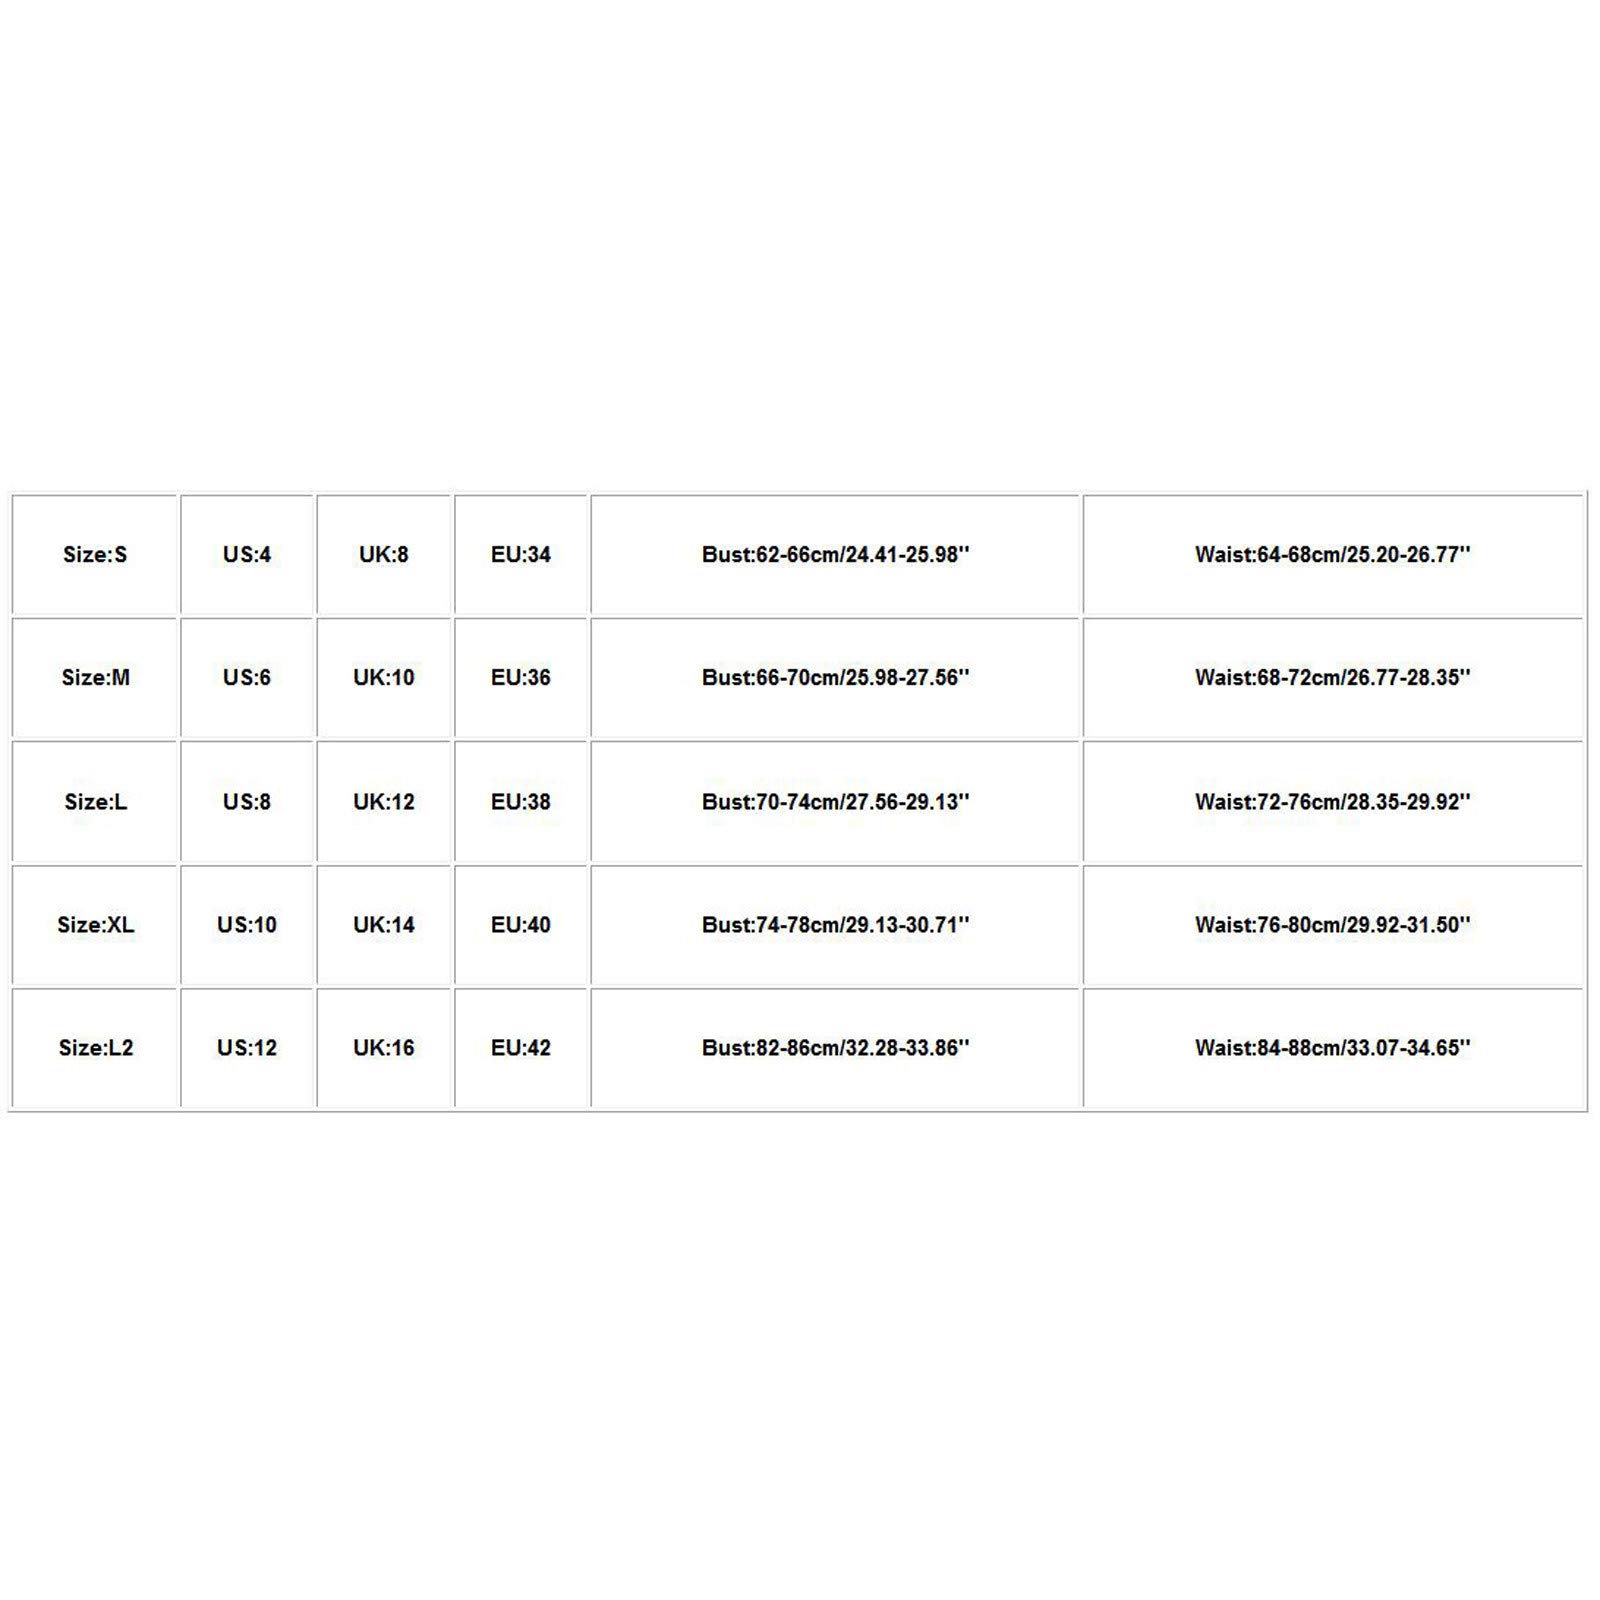 Size:S US:4 UK:8 EU:34 Bust:62-66cm/24.41-25.98'' Waist:64-68cm/25.20-26.77''
Size:M US:6 UK:10 EU:36 Bust:66-70cm/25.98-27.56'' Waist:68-72cm/26.77-28.35''
Size:L US:8 UK:12 EU:38 Bust:70-74cm/27.56-29.13'' Waist:72-76cm/28.35-29.92''
Size:XL US:10 UK:14 EU:40 Bust:74-78cm/29.13-30.71'' Waist:76-80cm/29.92-31.50''
Size:L2 US:12 UK:16 EU:42 Bust:82-86cm/32.28-33.86'' Waist:84-88cm/33.07-34.65''